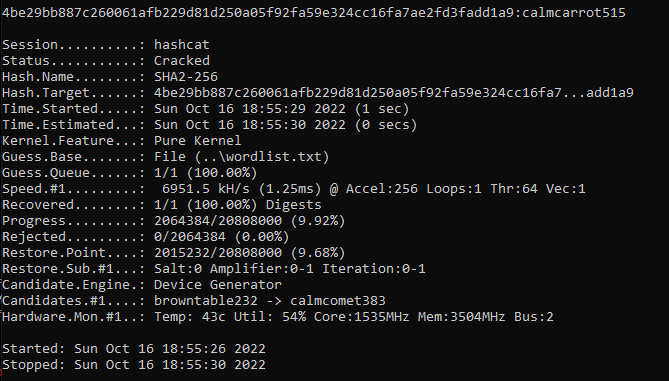 4be29bb887c260061afb229d81d250a05f92fa59e324cc16fa7ae2fd3fadd1a9:calmcarrot515

Session..........: hashcat
Status...........: Cracked
Hash.Name........: SHA2-256
Hash.Target......: 4be29bb887c260061afb229d81d250a05f92fa59e324cc16fa7...add1a9
Time.Started.....: Sun Oct 16 18:55:29 2022 (1 sec)
Time.Estimated...: Sun Oct 16 18:55:30 2022 (0 secs)
Kernel.Feature...: Pure Kernel
Guess.Base.......: File (..\wordlist.txt)
Guess.Queue......: 1/1 (100.00%)
Speed.#1.........:  6951.5 kH/s (1.25ms) @ Accel:256 Loops:1 Thr:64 Vec:1
Recovered........: 1/1 (100.00%) Digests
Progress.........: 2064384/20808000 (9.92%)
Rejected.........: 0/2064384 (0.00%)
Restore.Point....: 2015232/20808000 (9.68%)
Restore.Sub.#1...: Salt:0 Amplifier:0-1 Iteration:0-1
Candidate.Engine.: Device Generator
Candidates.#1....: browntable232 -> calmcomet383
Hardware.Mon.#1..: Temp: 43c Util: 54% Core:1535MHz Mem:3504MHz Bus:2

Started: Sun Oct 16 18:55:26 2022
Stopped: Sun Oct 16 18:55:30 2022